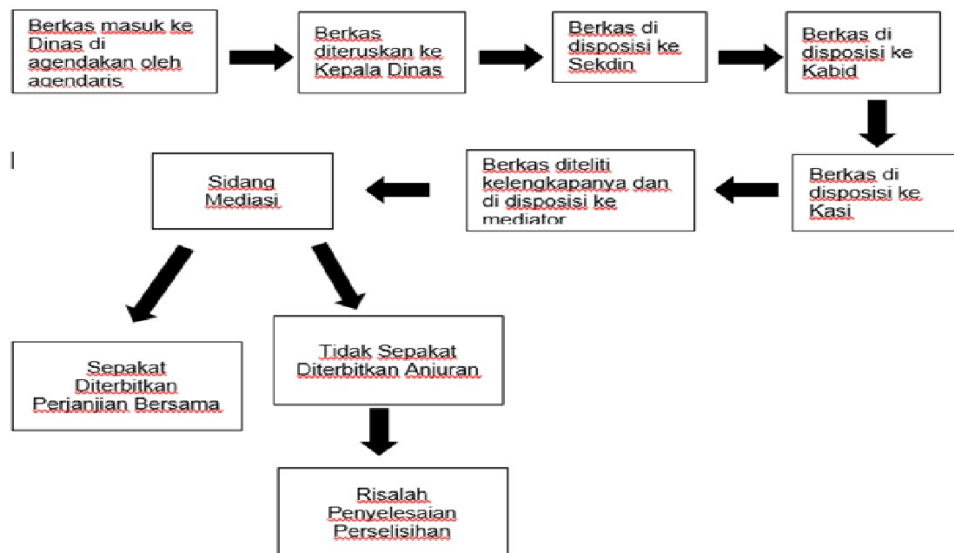 Berkas masuk ke
Dinas di
agendakan oleh
agendaris
Berkas
diteruskan ke
Kepala Dinas
Berkas di
disposisi ke
Sekdin
Berkas di
disposisi ke
Kabid
Berkas di
disposisi ke
Kasi
Berkas diteliti
kelengkapanya dan
di disposisi ke
mediator
Sidang
Mediasi
Sepakat
Diterbitkan
Perjanjian Bersama
Tidak Sepakat
Diterbitkan Anjuran
Risalah
Penyelesaian
Perselisihan